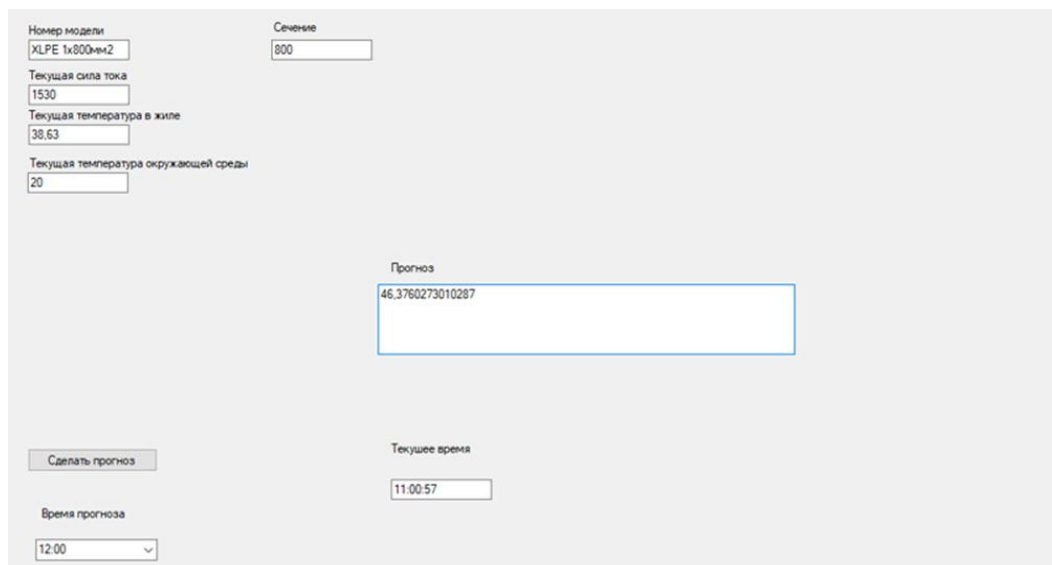 Номер модели
XLPE 1х800мм2
Сечение
800
Текущая сила тока
1530
Текущая температура в жиле
38,63
Текущая температура окружающей среды
20
Прогноз
46,3760273010287
Сделать прогноз
Текушее время
11:00:57
Время прогноза
12:00